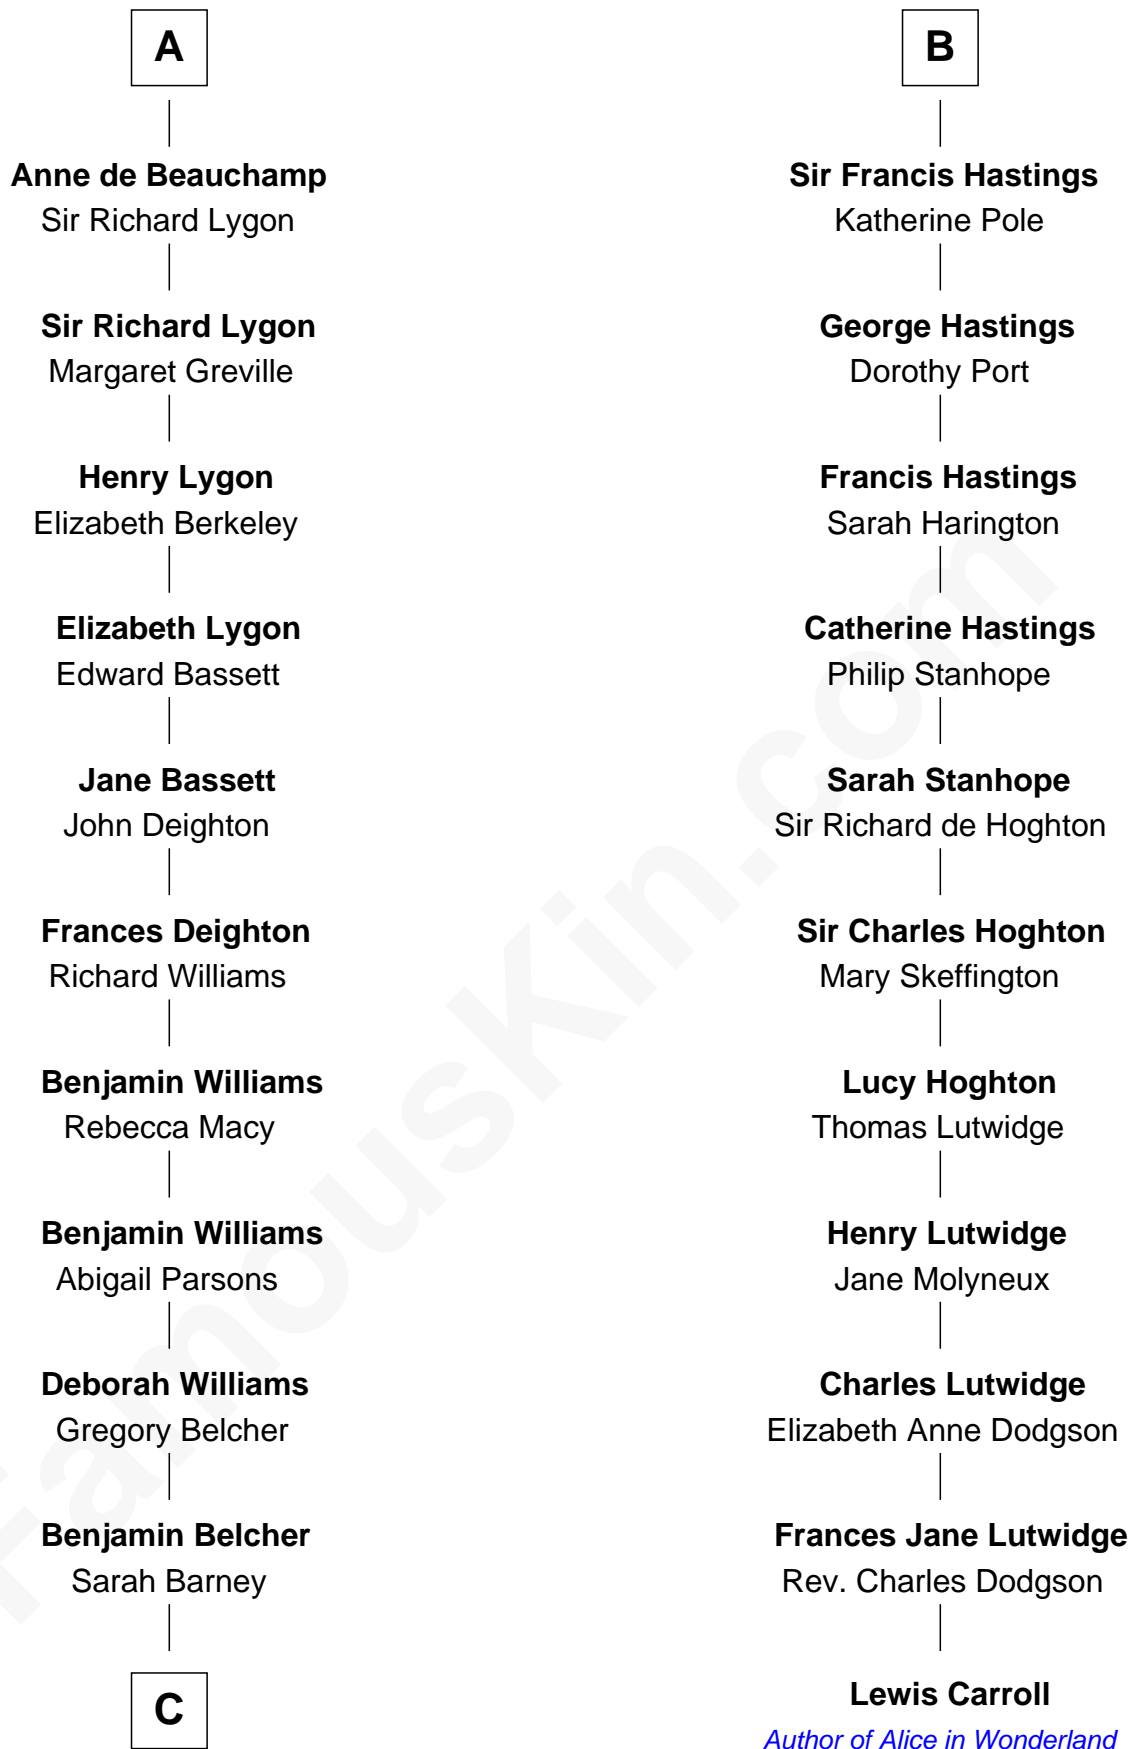 A
Anne de Beauchamp
Sir Richard Lygon
Sir Richard Lygon
Margaret Greville
Henry Lygon
Elizabeth Berkeley
Elizabeth Lygon
Edward Bassett
Jane Bassett
John Deighton
Frances Deighton
Richard Williams
Benjamin Williams
Rebecca Macy
Benjamin Williams
Abigail Parsons
Deborah Williams
Gregory Belcher
Benjamin Belcher
Sarah Barney
C
B
Sir Francis Hastings
Katherine Pole
George Hastings
Dorothy Port
Francis Hastings
Sarah Harington
Catherine Hastings
Philip Stanhope
Sarah Stanhope
Sir Richard de Hoghton
Sir Charles Hoghton
Mary Skeffington
Lucy Hoghton
Thomas Lutwidge
Henry Lutwidge
Jane Molyneux
Charles Lutwidge
Elizabeth Anne Dodgson
Frances Jane Lutwidge
Rev. Charles Dodgson
Lewis Carroll
Author of Alice in Wonderland
FamousKin.com